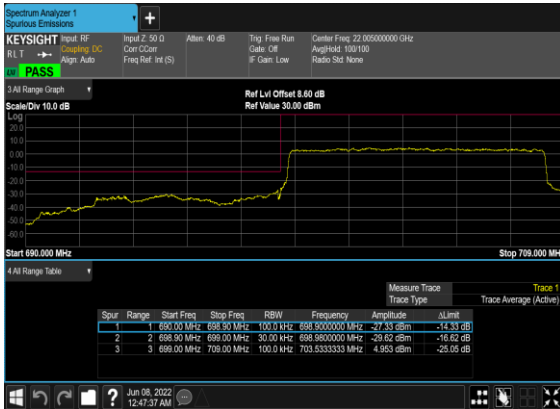 Spectrum Analyzer 1
Spurious Emissions
+
KEYSIGHT Input: RF Input Z: 50 Ω Atten: 40 dB Trig: Free Run Center Freq: 22.005000000 GHz
RLT Coupling: DC Corr CCorr Gate: Off Avg|Hold: 100/100
Align: Auto Freq Ref: Int (S) IF Gain: Low Radio Std: None
PASS
3 All Range Graph
Ref Lvl Offset 8.60 dB
Scale/Div 10.0 dB Ref Value 30.00 dBm
Log
20.0
10.0
0.00
-10.0
-20.0
-30.0
-40.0
-50.0
-60.0
Start 690.000 MHz Stop 709.000 MH
4 All Range Table
Measure Trace Trace 1
Trace Type Trace Average (Active)
Spur Range Start Freq Stop Freq RBW Frequency Amplitude ΔLimit
1 1 690.00 MHz 698.90 MHz 100.0 kHz 698.9000000 MHz -27.33 dBm -14.33 dB
2 2 698.90 MHz 699.00 MHz 30.00 kHz 698.9800000 MHz -29.62 dBm -16.62 dB
3 3 699.00 MHz 709.00 MHz 100.0 kHz 703.5333333 MHz 4.953 dBm -25.05 dB
? Jun 08, 2022
12:47:37 AM